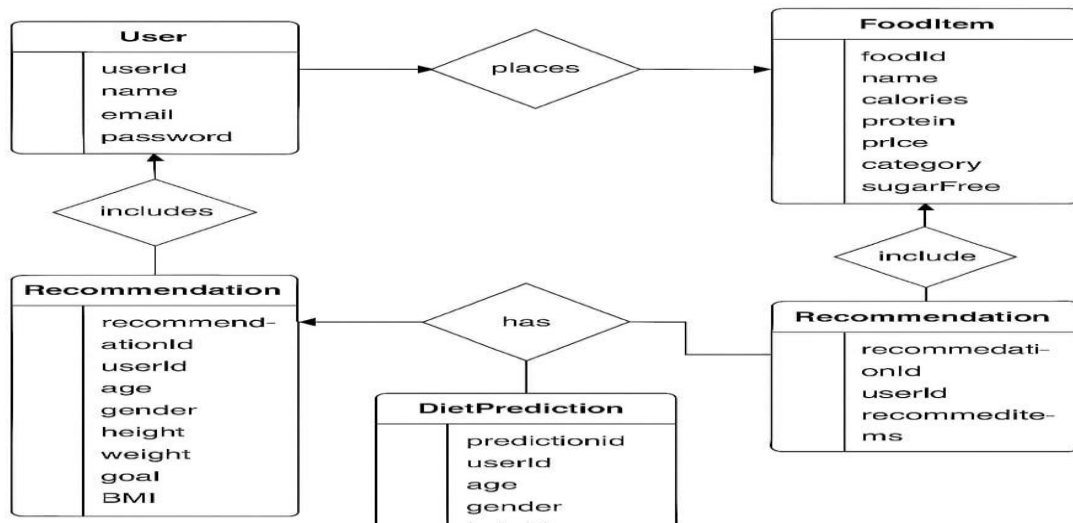 User
userId
name
email
password
places
FoodItem
foodId
name
calories
protein
price
category
sugarFree
includes
include
Recommendation
recommend-
ationId
userId
age
gender
height
weight
goal
BMI
has
Recommendation
recommedati-
onId
userId
recommedite-
ms
DietPrediction
predictionid
userId
age
gender